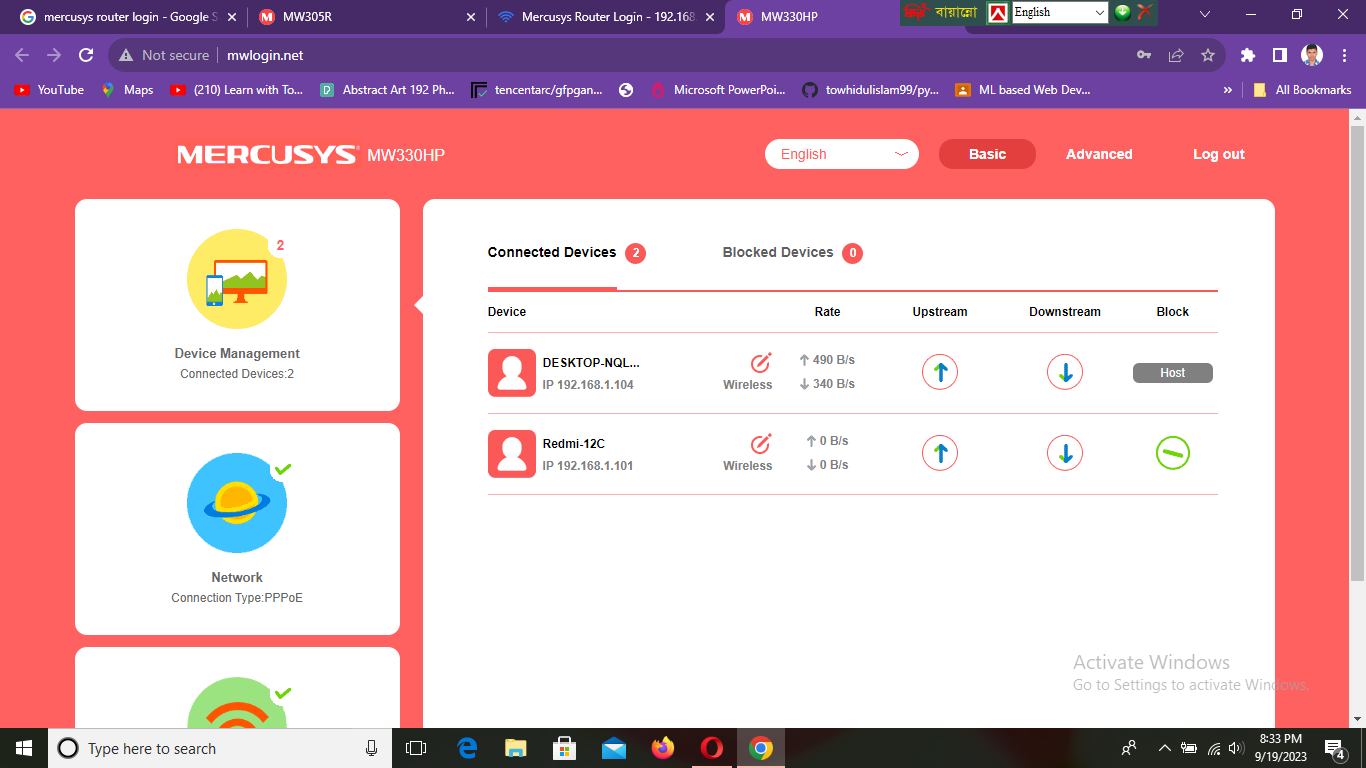 mercusys router login - Google S
MW305R
Mercusys Router Login - 192.168.
MW330HP
বায়ান্নো
English
Not secure
mwlogin.net
YouTube
Maps
(210) Learn with To...
Abstract Art 192 Ph...
tencentarc/gfpgan...
Microsoft PowerPoi...
towhidulislam99/py...
ML based Web Dev...
»
All Bookmarks
MERCUSYS MW330HP
English
Basic
Advanced
Log out
2
Device Management
Connected Devices:2
Network
Connection Type:PPPoE
Connected Devices 2
Blocked Devices 0
Device Rate Upstream Downstream Block
DESKTOP-NQL...
IP 192.168.1.104
Wireless
490 B/s
340 B/s
Host
Redmi-12C
IP 192.168.1.101
Wireless
0 B/s
0 B/s
Activate Windows
Go to Settings to activate Windows.
Type here to search
8:33 PM
9/19/2023
4